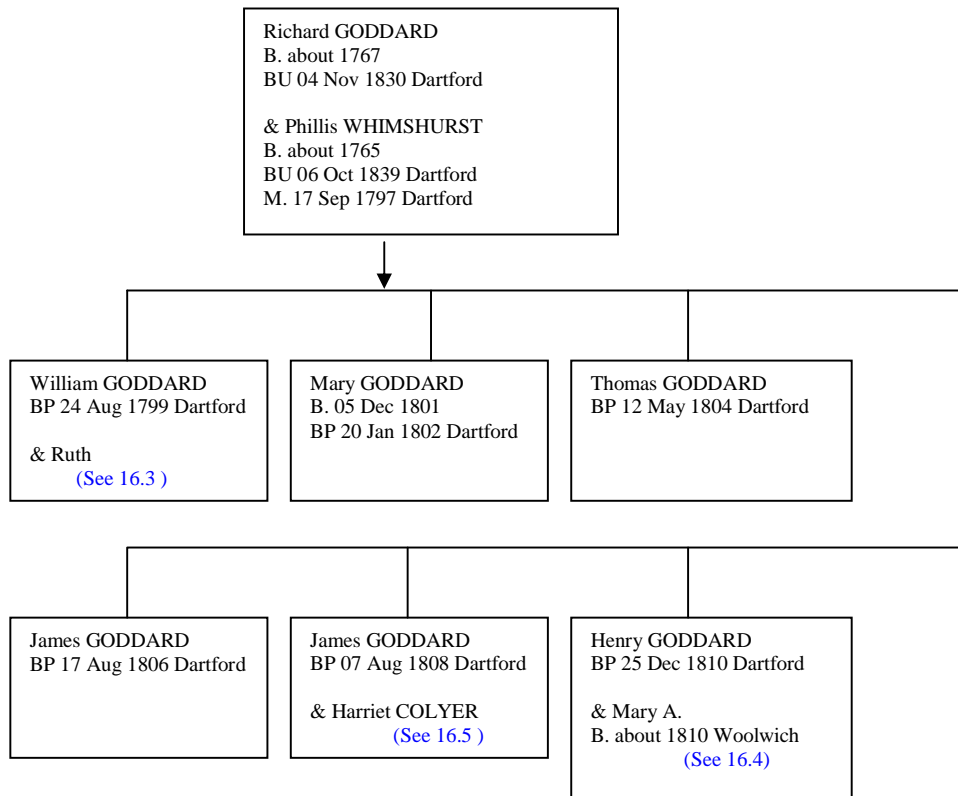 Richard GODDARD
B. about 1767
BU 04 Nov 1830 Dartford
& Phillis WHIMSHURST
B. about 1765
BU 06 Oct 1839 Dartford
M. 17 Sep 1797 Dartford
William GODDARD
BP 24 Aug 1799 Dartford
& Ruth
(See 16.3 )
Mary GODDARD
B. 05 Dec 1801
BP 20 Jan 1802 Dartford
Thomas GODDARD
BP 12 May 1804 Dartford
James GODDARD
BP 17 Aug 1806 Dartford
James GODDARD
BP 07 Aug 1808 Dartford
& Harriet COLYER
(See 16.5 )
Henry GODDARD
BP 25 Dec 1810 Dartford
& Mary A.
B. about 1810 Woolwich
(See 16.4)